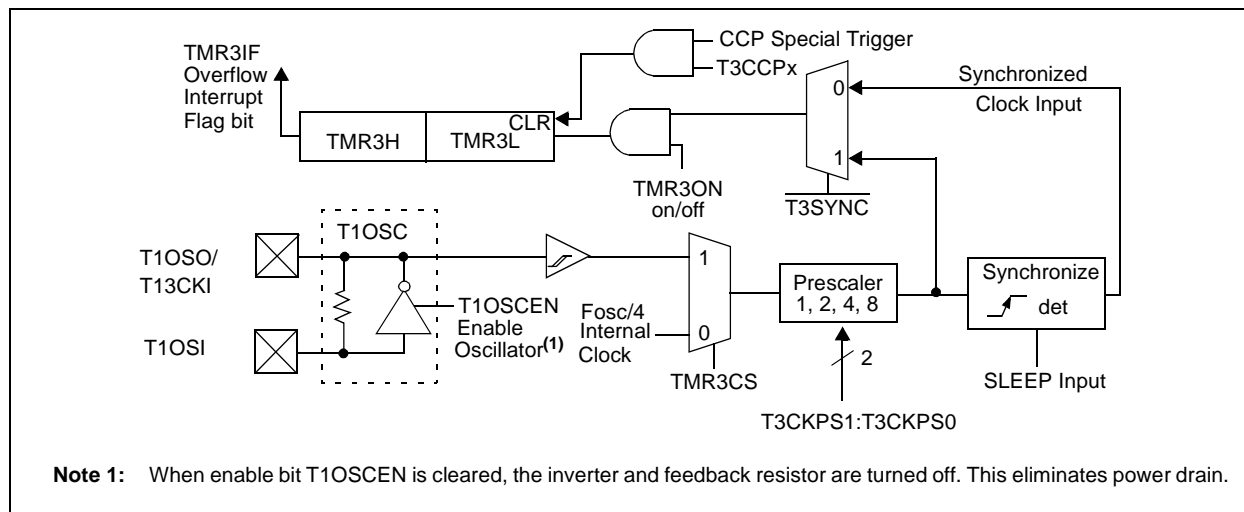 TMR3IF
Overflow
Interrupt
Flag bit
CCP Special Trigger
T3CCPx
Synchronized
Clock Input
0
CLR
TMR3H
TMR3L
1
TMR3ON
on/off
T3SYNC
T1OSC
T1OSO/
T13CKI
1
Prescaler
1, 2, 4, 8
Synchronize
det
T1OSCEN
Enable
Oscillator(1)
Fosc/4
Internal
Clock
0
T1OSI
2
TMR3CS
SLEEP Input
T3CKPS1:T3CKPS0
Note 1: When enable bit T1OSCEN is cleared, the inverter and feedback resistor are turned off. This eliminates power drain.